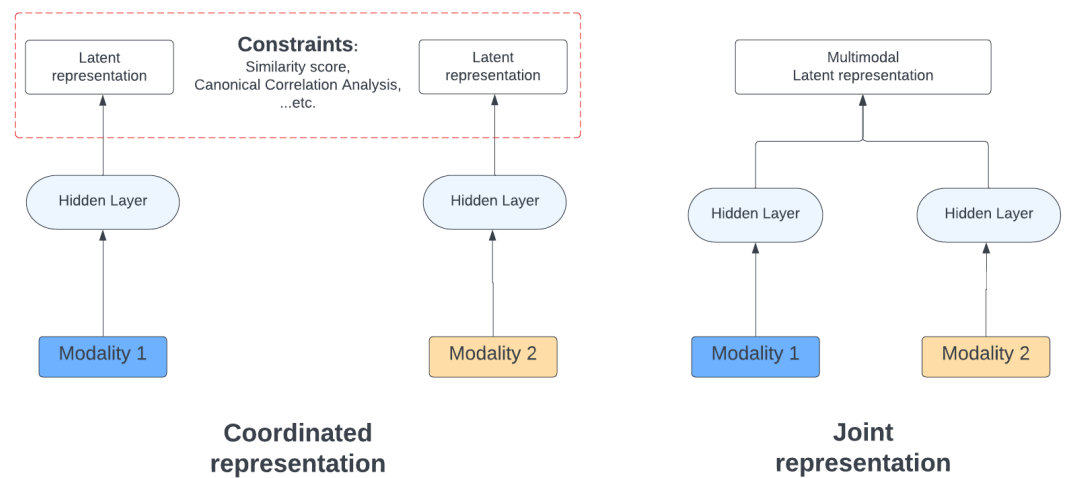 Latent
representation
Constraints:
Similarity score,
Canonical Correlation Analysis,
...etc.
Latent
representation
Hidden Layer
Hidden Layer
Modality 1
Modality 2
Coordinated
representation
Multimodal
Latent representation
Hidden Layer
Hidden Layer
Modality 1
Modality 2
Joint
representation